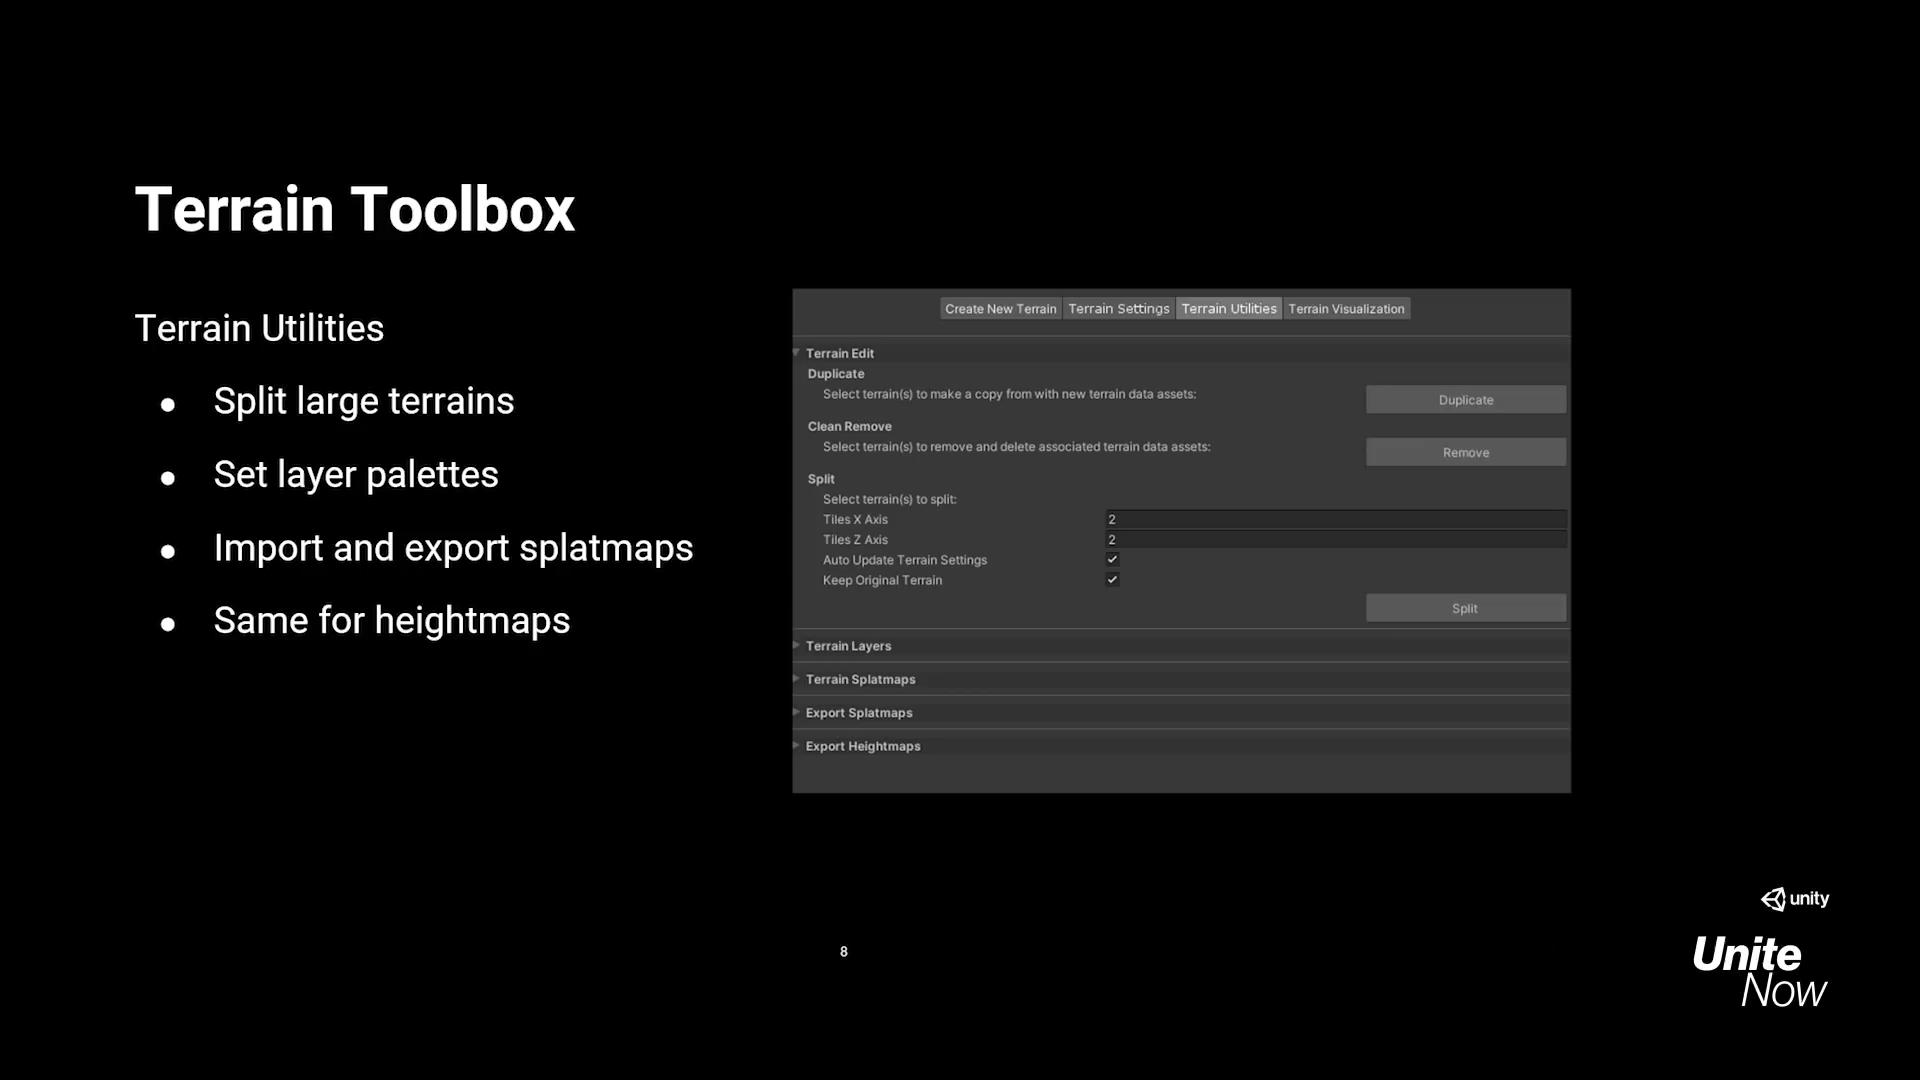 Terrain Toolbox
Terrain Utilities
● Split large terrains
● Set layer palettes
● Import and export splatmaps
● Same for heightmaps
Create New Terrain Terrain Settings Terrain Utilities Terrain Visualization
Terrain Edit
Duplicate
Select terrain(s) to make a copy from with new terrain data assets:
Duplicate
Clean Remove
Select terrain(s) to remove and delete associated terrain data assets:
Remove
Split
Select terrain(s) to split:
Tiles X Axis 2
Tiles Z Axis 2
Auto Update Terrain Settings
Keep Original Terrain
Split
Terrain Layers
Terrain Splatmaps
Export Splatmaps
Export Heightmaps
8
unity
Unite
Now